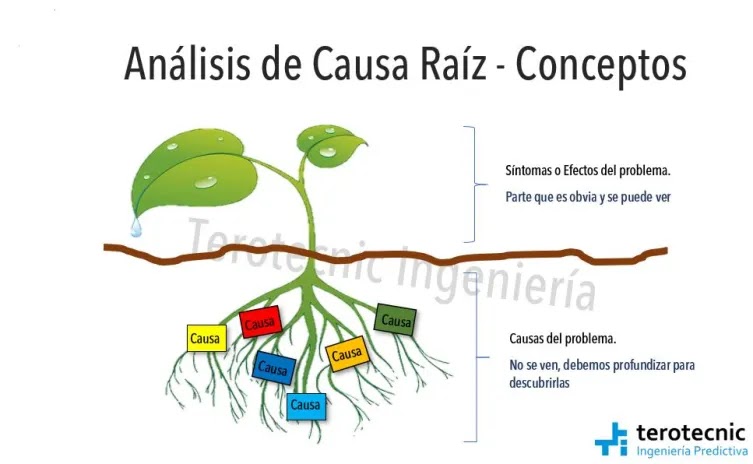 Análisis de Causa Raíz - Conceptos
Síntomas o Efectos del problema.
Parte que es obvia y se puede ver
Terotecnic Ingeniería
Causa
Causa
Causa
Causa
Causa
Causa
Causas del problema.
No se ven, debemos profundizar para
descubrirlas
terotecnic
Ingeniería Predictiva